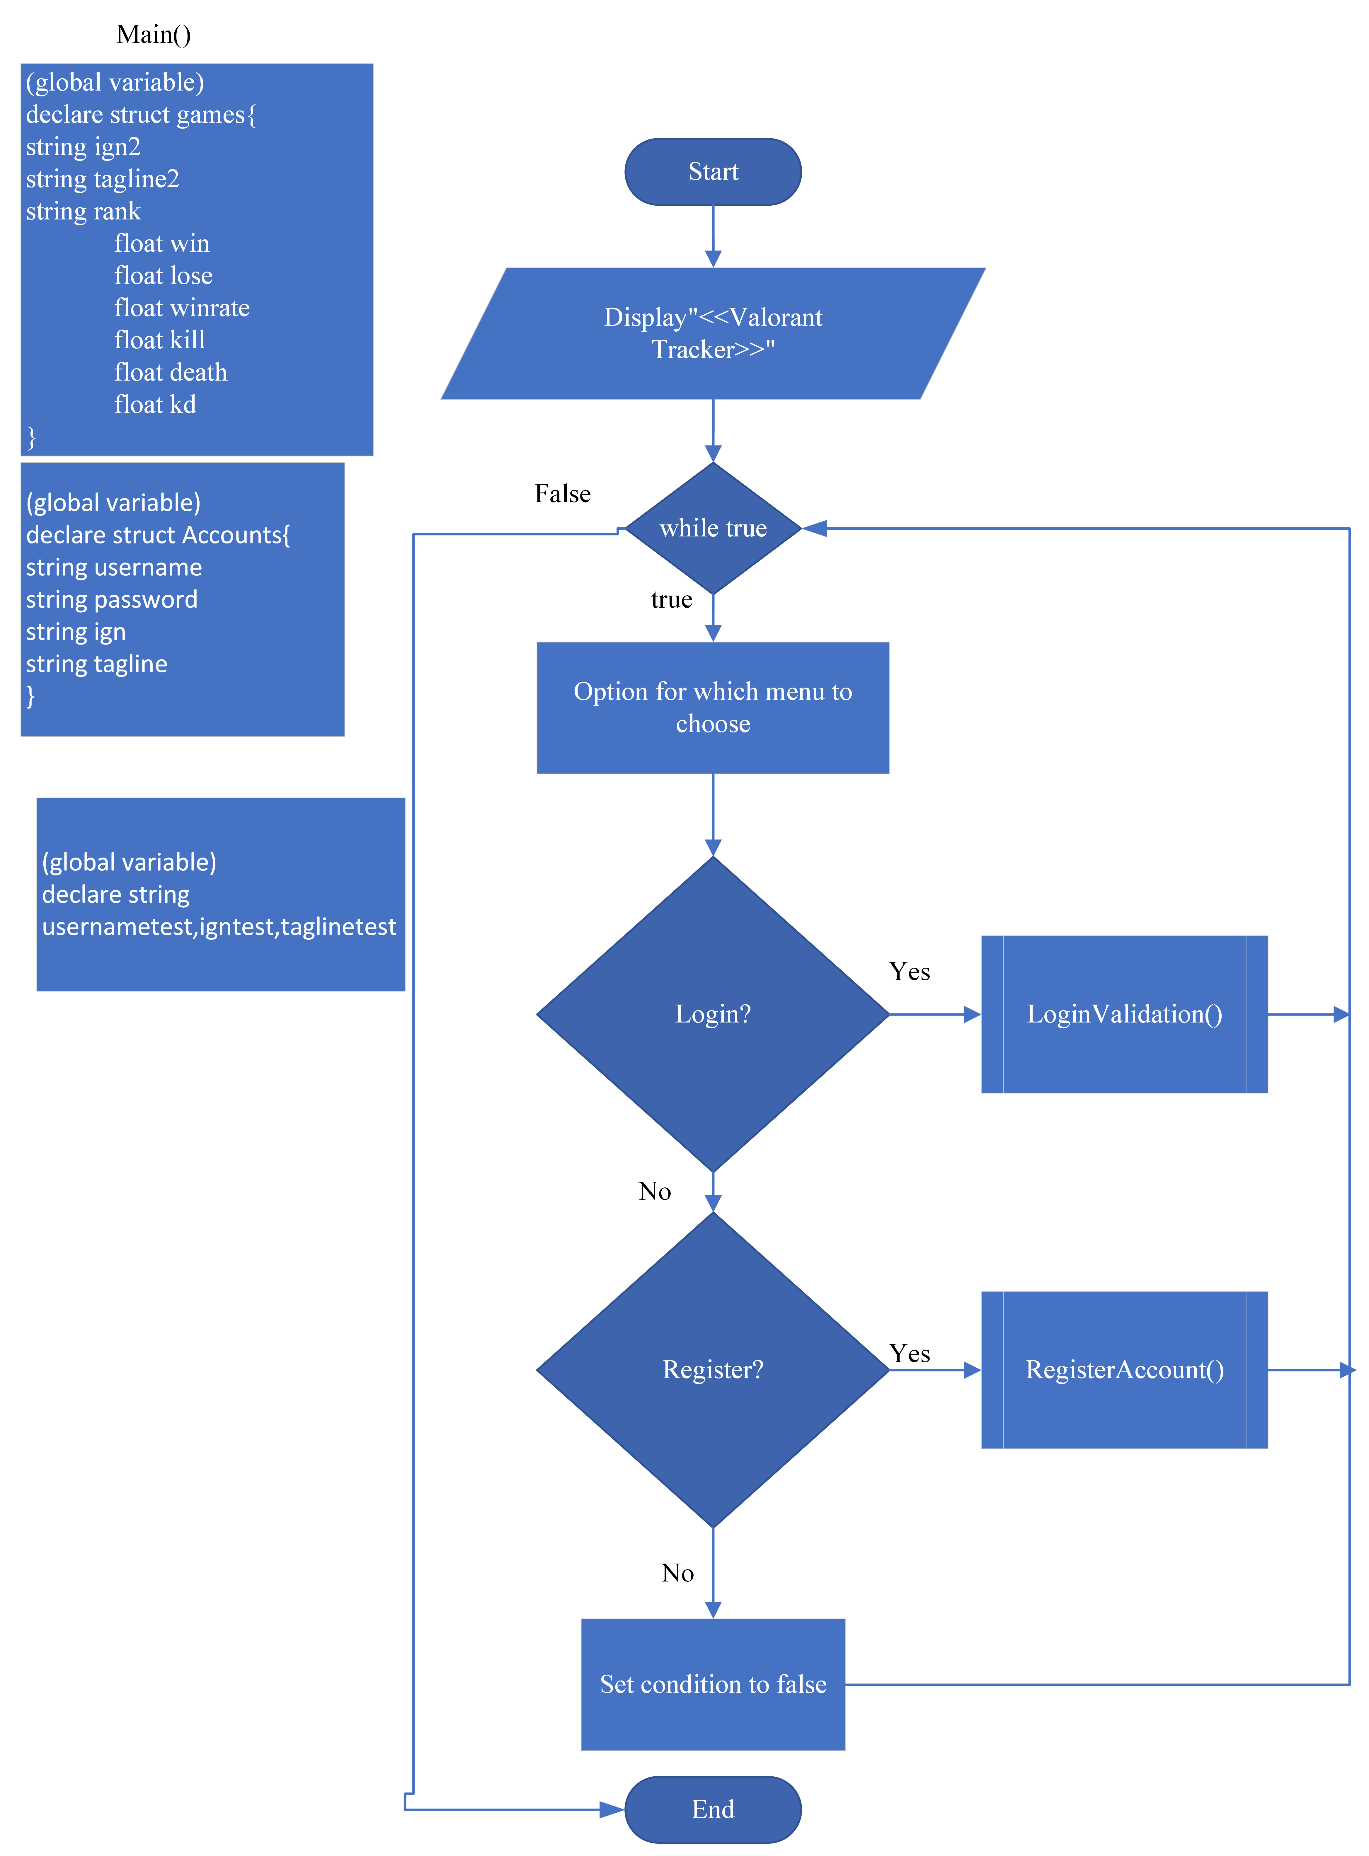 Main()
(global variable)
declare struct games{
string ign2
string tagline2
string rank
float win
float lose
float winrate
float kill
float death
float kd
}
(global variable)
declare struct Accounts{
string username
string password
string ign
string tagline
}
(global variable)
declare string
usernametest,igntest,taglinetest
Start
Display"<<Valorant
Tracker>>"
False
while true
true
Option for which menu to
choose
Login?
Yes
LoginValidation()
No
Register?
Yes
RegisterAccount()
No
Set condition to false
End